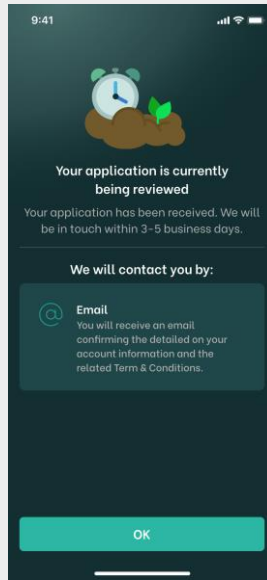 9:41
Your application is currently
being reviewed
Your application has been received. We will
be in touch within 3-5 business days.
We will contact you by:
@
Email
You will receive an email
confirming the detailed on your
account information and the
related Term & Conditions.
OK